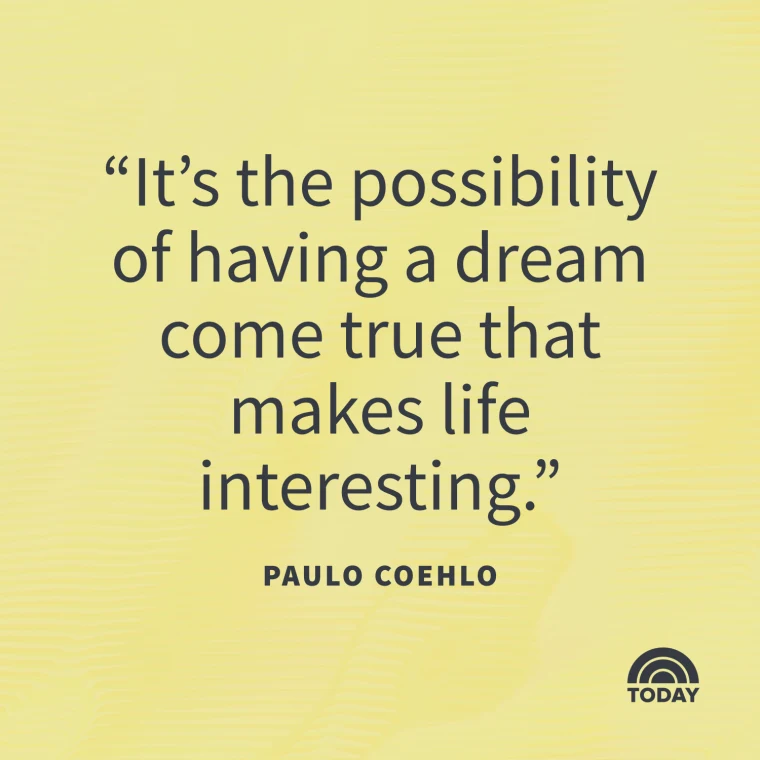 “It’s the possibility
of having a dream
come true that
makes life
interesting.”
PAULO COEHLO
TODAY